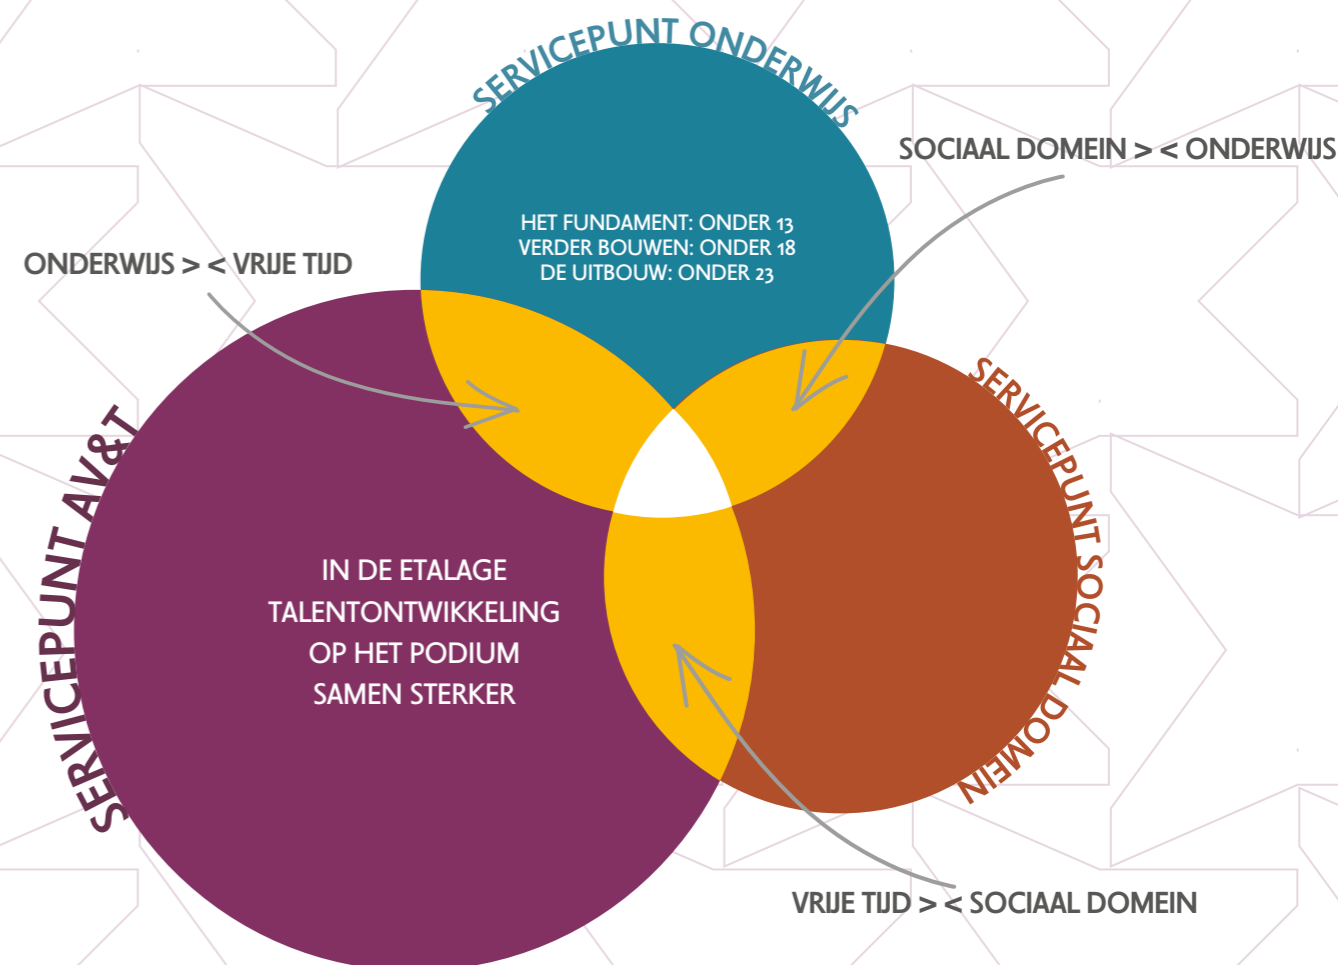 SERVICEPUNT ONDERWIJS
SOCIAAL DOMEIN > < ONDERWIJS
HET FUNDAMENT: ONDER 13
VERDER BOUWEN: ONDER 18
DE UITBOUW: ONDER 23
ONDERWIJS > < VRIJE TIJD
SERVICEPUNT AV&T
SERVICEPUNT SOCIAAL DOMEIN
IN DE ETALAGE
TALENTONTWIKKELING
OP HET PODIUM
SAMEN STERKER
VRIJE TIJD > < SOCIAAL DOMEIN